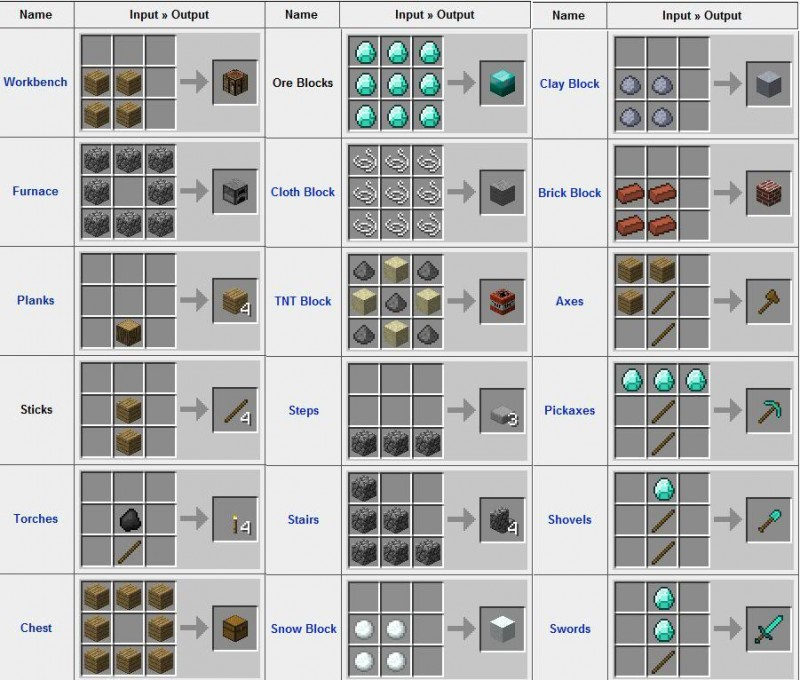 Name Input » Output Name Input » Output Name Input » Output
Workbench Ore Blocks Clay Block
Furnace Cloth Block Brick Block
Planks 4 TNT Block Axes
Sticks 4 Steps 3 Pickaxes
Torches 4 Stairs 4 Shovels
Chest Snow Block Swords